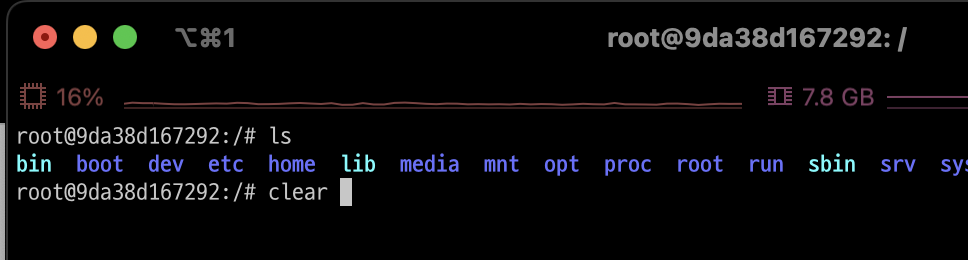 ⌥⌘1 root@9da38d167292: /
16% 7.8 GB
root@9da38d167292:/# ls
bin boot dev etc home lib media mnt opt proc root run sbin srv sys
root@9da38d167292:/# clear